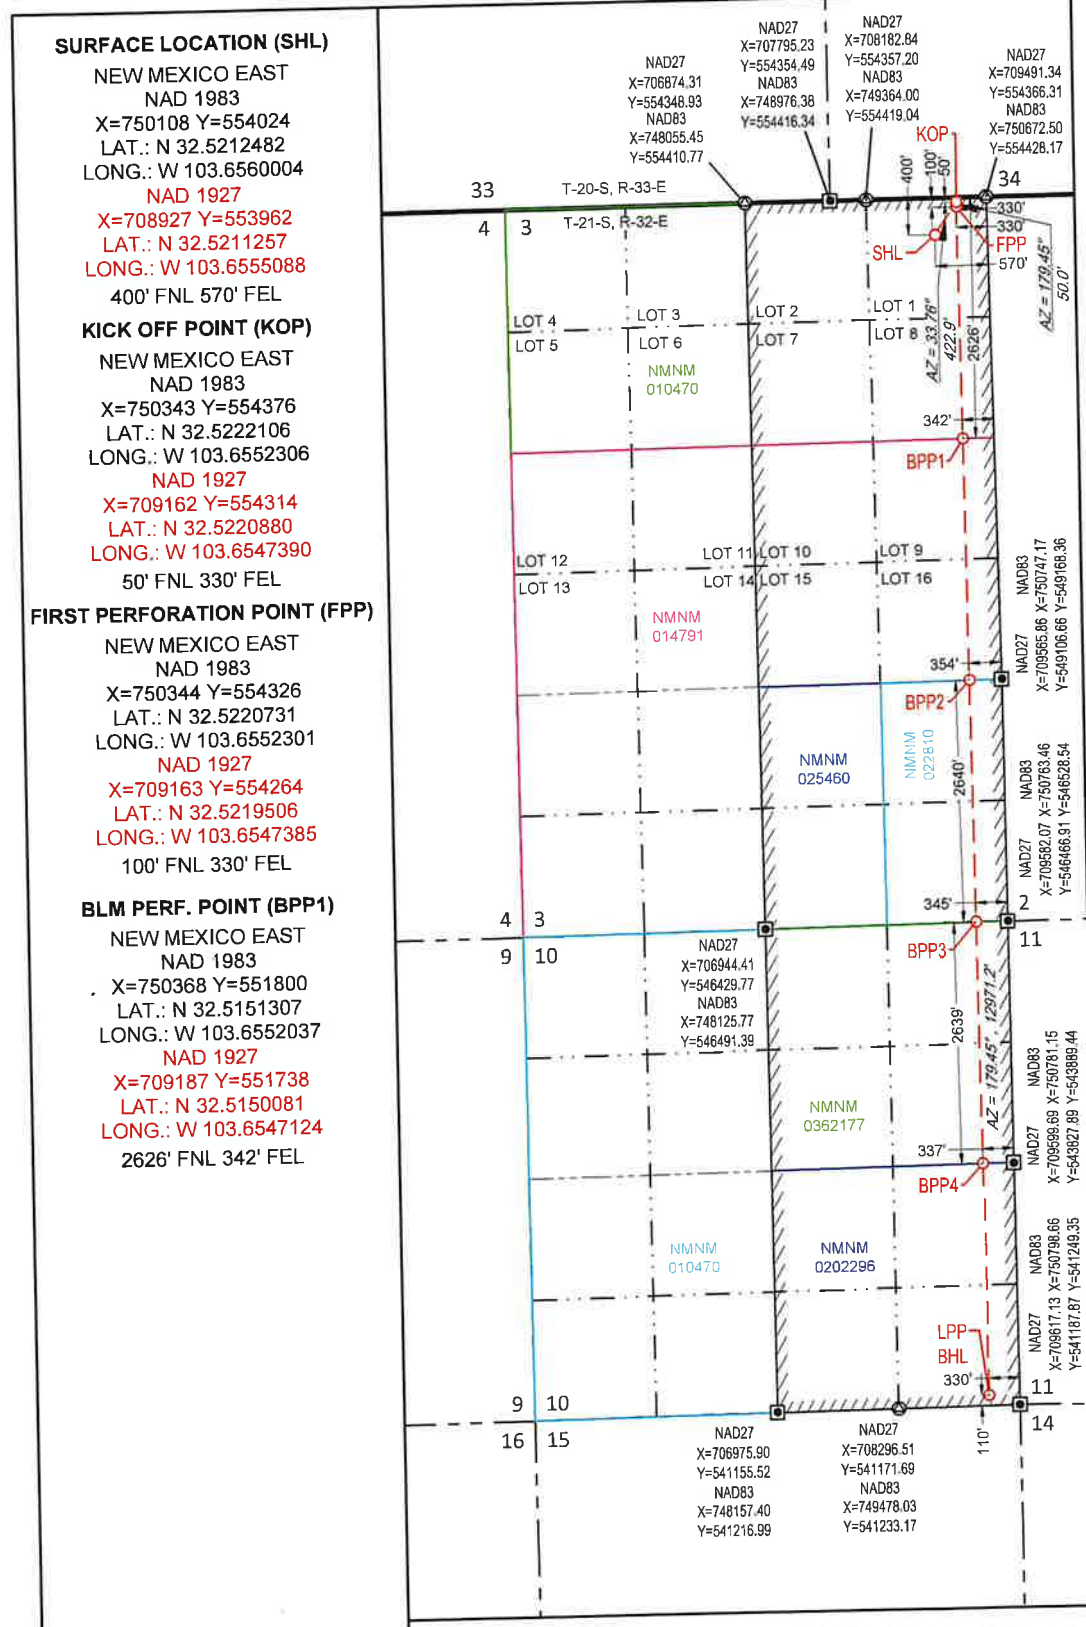 SURFACE LOCATION (SHL)
NEW MEXICO EAST
NAD 1983
X=750108 Y=554024
LAT.: N 32.5212482
LONG.: W 103.6560004
NAD 1927
X=708927 Y=553962
LAT.: N 32.5211257
LONG.: W 103.6555088
400' FNL 570' FEL
KICK OFF POINT (KOP)
NEW MEXICO EAST
NAD 1983
X=750343 Y=554376
LAT.: N 32.5222106
LONG.: W 103.6552306
NAD 1927
X=709162 Y=554314
LAT.: N 32.5220880
LONG.: W 103.6547390
50' FNL 330' FEL
FIRST PERFORATION POINT (FPP)
NEW MEXICO EAST
NAD 1983
X=750344 Y=554326
LAT.: N 32.5220731
LONG.: W 103.6552301
NAD 1927
X=709163 Y=554264
LAT.: N 32.5219506
LONG.: W 103.6547385
100' FNL 330' FEL
BLM PERF. POINT (BPP1)
NEW MEXICO EAST
NAD 1983
X=750368 Y=551800
LAT.: N 32.5151307
LONG.: W 103.6552037
NAD 1927
X=709187 Y=551738
LAT.: N 32.5150081
LONG.: W 103.6547124
2626' FNL 342' FEL
NAD27
X=706874.31
Y=554348.93
NAD83
X=748055.45
Y=554410.77
NAD27
X=707795.23
Y=554354.49
NAD83
X=748976.38
Y=554416.34
NAD27
X=708182.84
Y=554357.20
NAD83
X=749364.00
Y=554419.04
NAD27
X=709491.34
Y=554366.31
NAD83
X=750672.50
Y=554428.17
KOP
400'
100'
50'
33
T-20-S, R-33-E
34
4
3
T-21-S, R-32-E
330'
330'
SHL
FPP
570'
AZ = 179.45°
50.0'
LOT 4
LOT 3
LOT 2
LOT 1
LOT 5
LOT 6
LOT 7
LOT 8
AZ = 33.76°
422.9'
2626'
NMNM
010470
342'
BPP1
LOT 12
LOT 11
LOT 10
LOT 9
LOT 13
LOT 14
LOT 15
LOT 16
NMNM
014791
NAD27 NAD83
X=709565.86 X=750747.17
Y=549106.66 Y=549168.36
354'
BPP2
NMNM
025460
NMNM
022810
2640'
NAD27 NAD83
X=709582.07 X=750763.46
Y=546466.91 Y=546528.54
345'
2
4
3
BPP3
11
9
10
NAD27
X=706944.41
Y=546429.77
NAD83
X=748125.77
Y=546491.39
2639'
AZ = 179.45°, 12971.2'
NAD27 NAD83
X=709599.69 X=750781.15
Y=543827.89 Y=543889.44
NMNM
0362177
337'
BPP4
NMNM
010470
NMNM
0202296
NAD27 NAD83
X=709617.13 X=750798.66
Y=541187.87 Y=541249.35
LPP
BHL
330'
11
9
10
16
15
14
110'
NAD27
X=706975.90
Y=541155.52
NAD83
X=748157.40
Y=541216.99
NAD27
X=708296.51
Y=541171.69
NAD83
X=749478.03
Y=541233.17